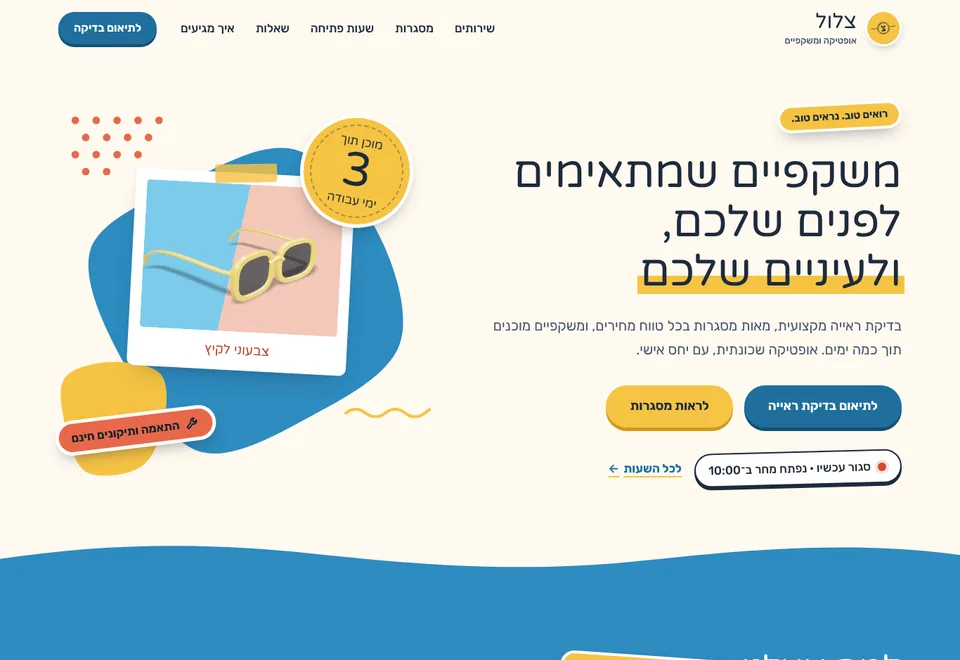 צלול
אופטיקה ומשקפיים
שירותים
מסגרות
שעות פתיחה
שאלות
איך מגיעים
לתיאום בדיקה
רואים טוב. נראים טוב.
משקפיים שמתאימים
לפנים שלכם,
ולעיניים שלכם
בדיקת ראייה מקצועית, מאות מסגרות בכל טווח מחירים, ומשקפיים מוכנים
תוך כמה ימים. אופטיקה שכונתית, עם יחס אישי.
לתיאום בדיקת ראייה
לראות מסגרות
סגור עכשיו • נפתח מחר ב־10:00
לכל השעות ←
מוכן תוך
3
ימי עבודה
צבעוני לקיץ
התאמה ותיקונים חינם